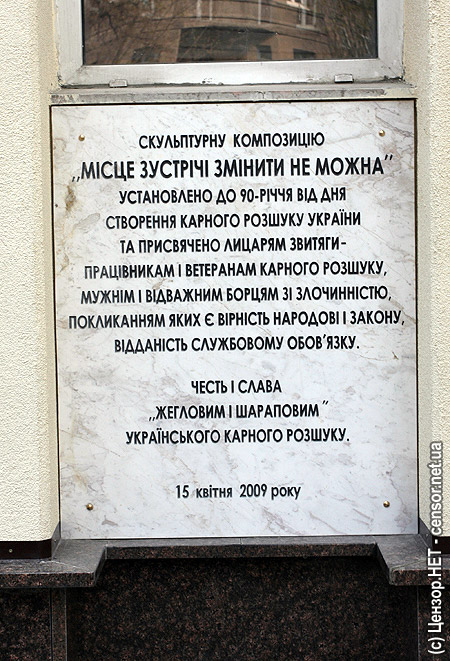 СКУЛЬПТУРНУ КОМПОЗИЦІЮ
„МІСЦЕ ЗУСТРІЧІ ЗМІНИТИ НЕ МОЖНА”
УСТАНОВЛЕНО ДО 90-РІЧЧЯ ВІД ДНЯ
СТВОРЕННЯ КАРНОГО РОЗШУКУ УКРАЇНИ
ТА ПРИСВЯЧЕНО ЛИЦАРЯМ ЗВИТЯГИ-
ПРАЦІВНИКАМ І ВЕТЕРАНАМ КАРНОГО РОЗШУКУ,
МУЖНІМ І ВІДВАЖНИМ БОРЦЯМ ЗІ ЗЛОЧИННІСТЮ,
ПОКЛИКАННЯМ ЯКИХ Є ВІРНІСТЬ НАРОДОВІ І ЗАКОНУ,
ВІДДАНІСТЬ СЛУЖБОВОМУ ОБОВ'ЯЗКУ.
ЧЕСТЬ І СЛАВА
„ЖЕГЛОВИМ І ШАРАПОВИМ”
УКРАЇНСЬКОГО КАРНОГО РОЗШУКУ.
15 квітня 2009 року
(c) Цензор.НЕТ - censor.net.ua